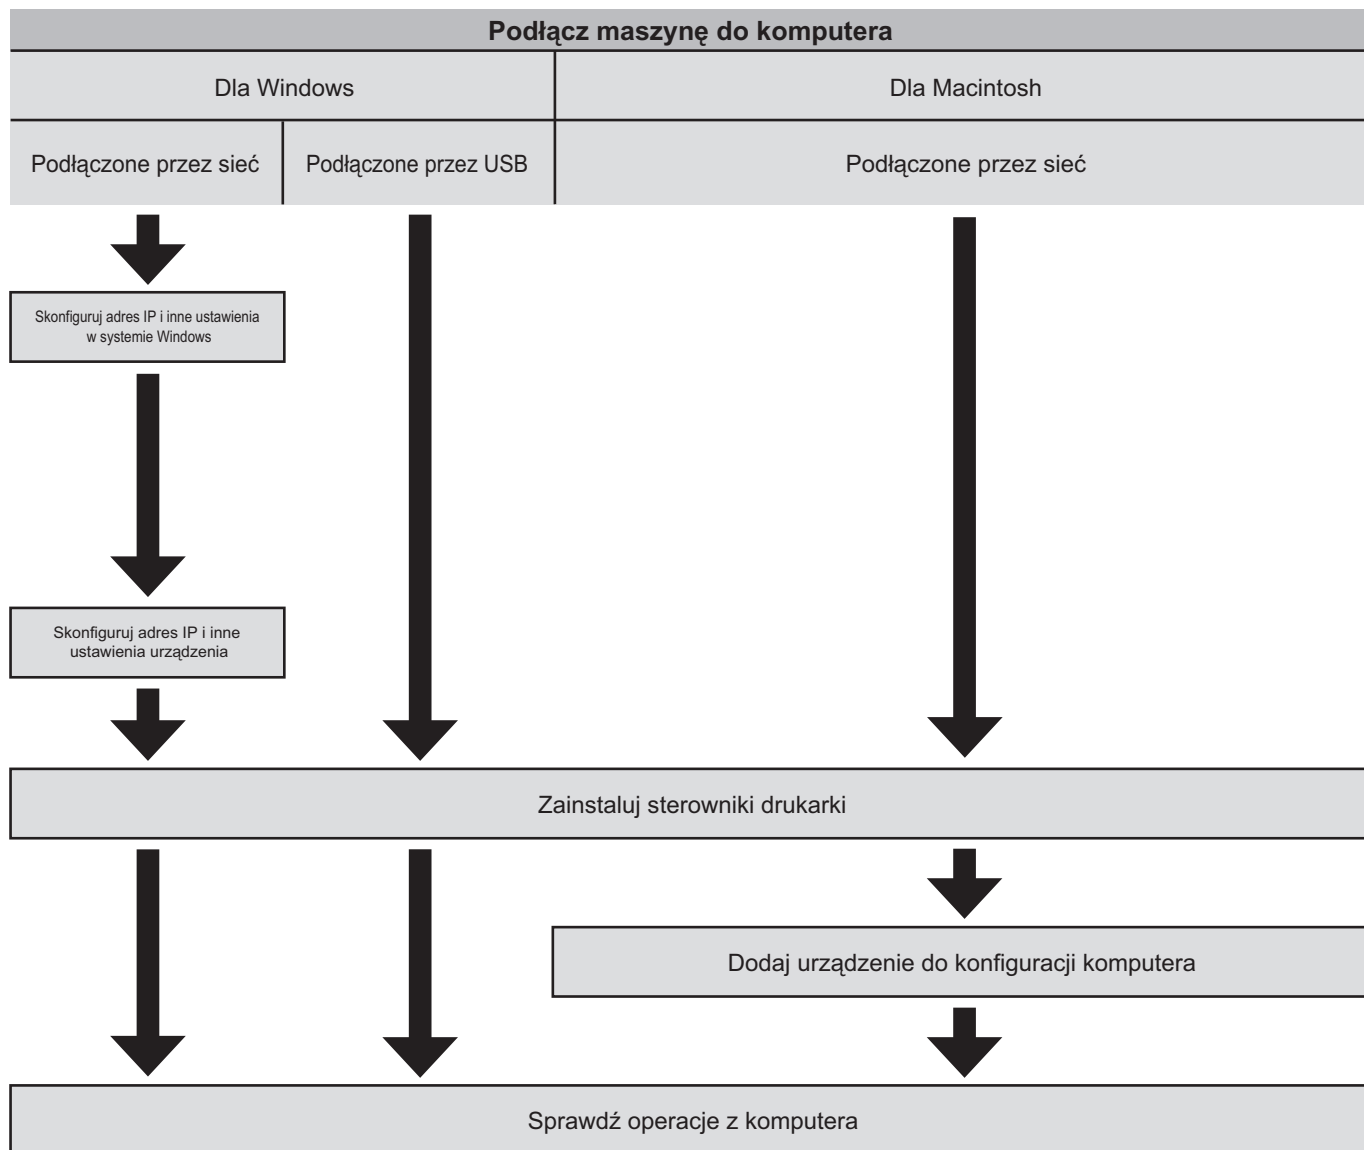 Podłącz maszynę do komputera
Dla Windows
Dla Macintosh
Podłączone przez sieć
Podłączone przez USB
Podłączone przez sieć
Skonfiguruj adres IP i inne ustawienia
w systemie Windows
Skonfiguruj adres IP i inne
ustawienia urządzenia
Zainstaluj sterowniki drukarki
Dodaj urządzenie do konfiguracji komputera
Sprawdź operacje z komputera